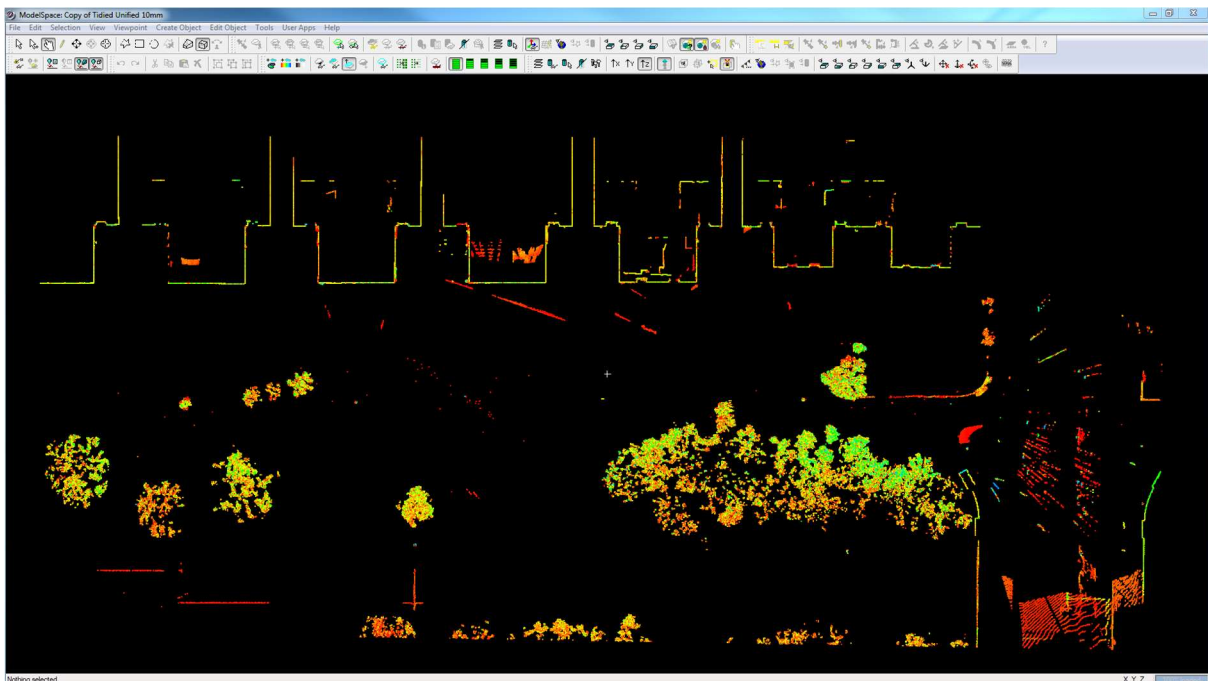 ModelSpace: Copy of Tidied Unified 10mm
File Edit Selection View Viewpoint Create Object Edit Object Tools User Apps Help
Nothing selected X, Y, Z